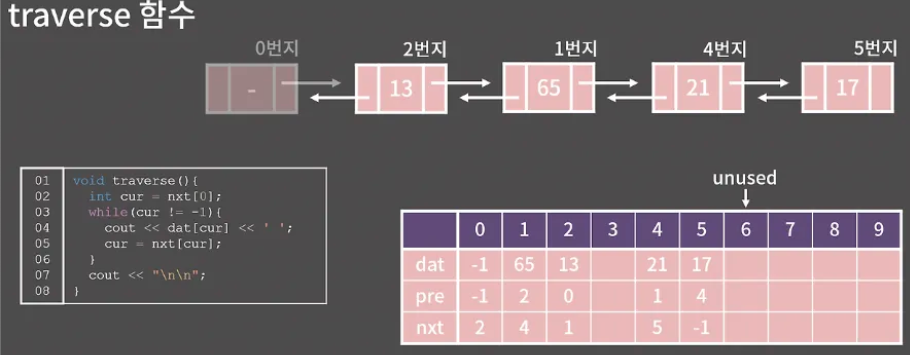 traverse 함수
0번지 2번지 1번지 4번지 5번지
- 13 65 21 17
01 void traverse(){
02 int cur = nxt[0];
03 while(cur != -1){
04 cout << dat[cur] << ' ';
05 cur = nxt[cur];
06 }
07 cout << "\n\n";
08 }
unused
0 1 2 3 4 5 6 7 8 9
dat -1 65 13 21 17
pre -1 2 0 1 4
nxt 2 4 1 5 -1